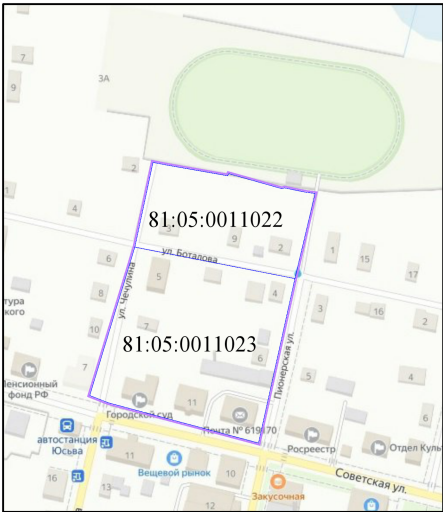 7
9
3А
2
4
81:05:0011022
3
9
2
ул. Боталова
1
15
17
6
5
8
4
ул. Чечулина
7
3
16
2
10
81:05:0011023
6
Пионерская ул.
7
5
4
Пенсионный
фонд РФ
11
6
Городской суд
Почта № 619170
автостанция
Юсьва
11
Росреестр
Отдел Куль
Вещевой рынок
10
Советская ул.
16
13
Закусочная
12